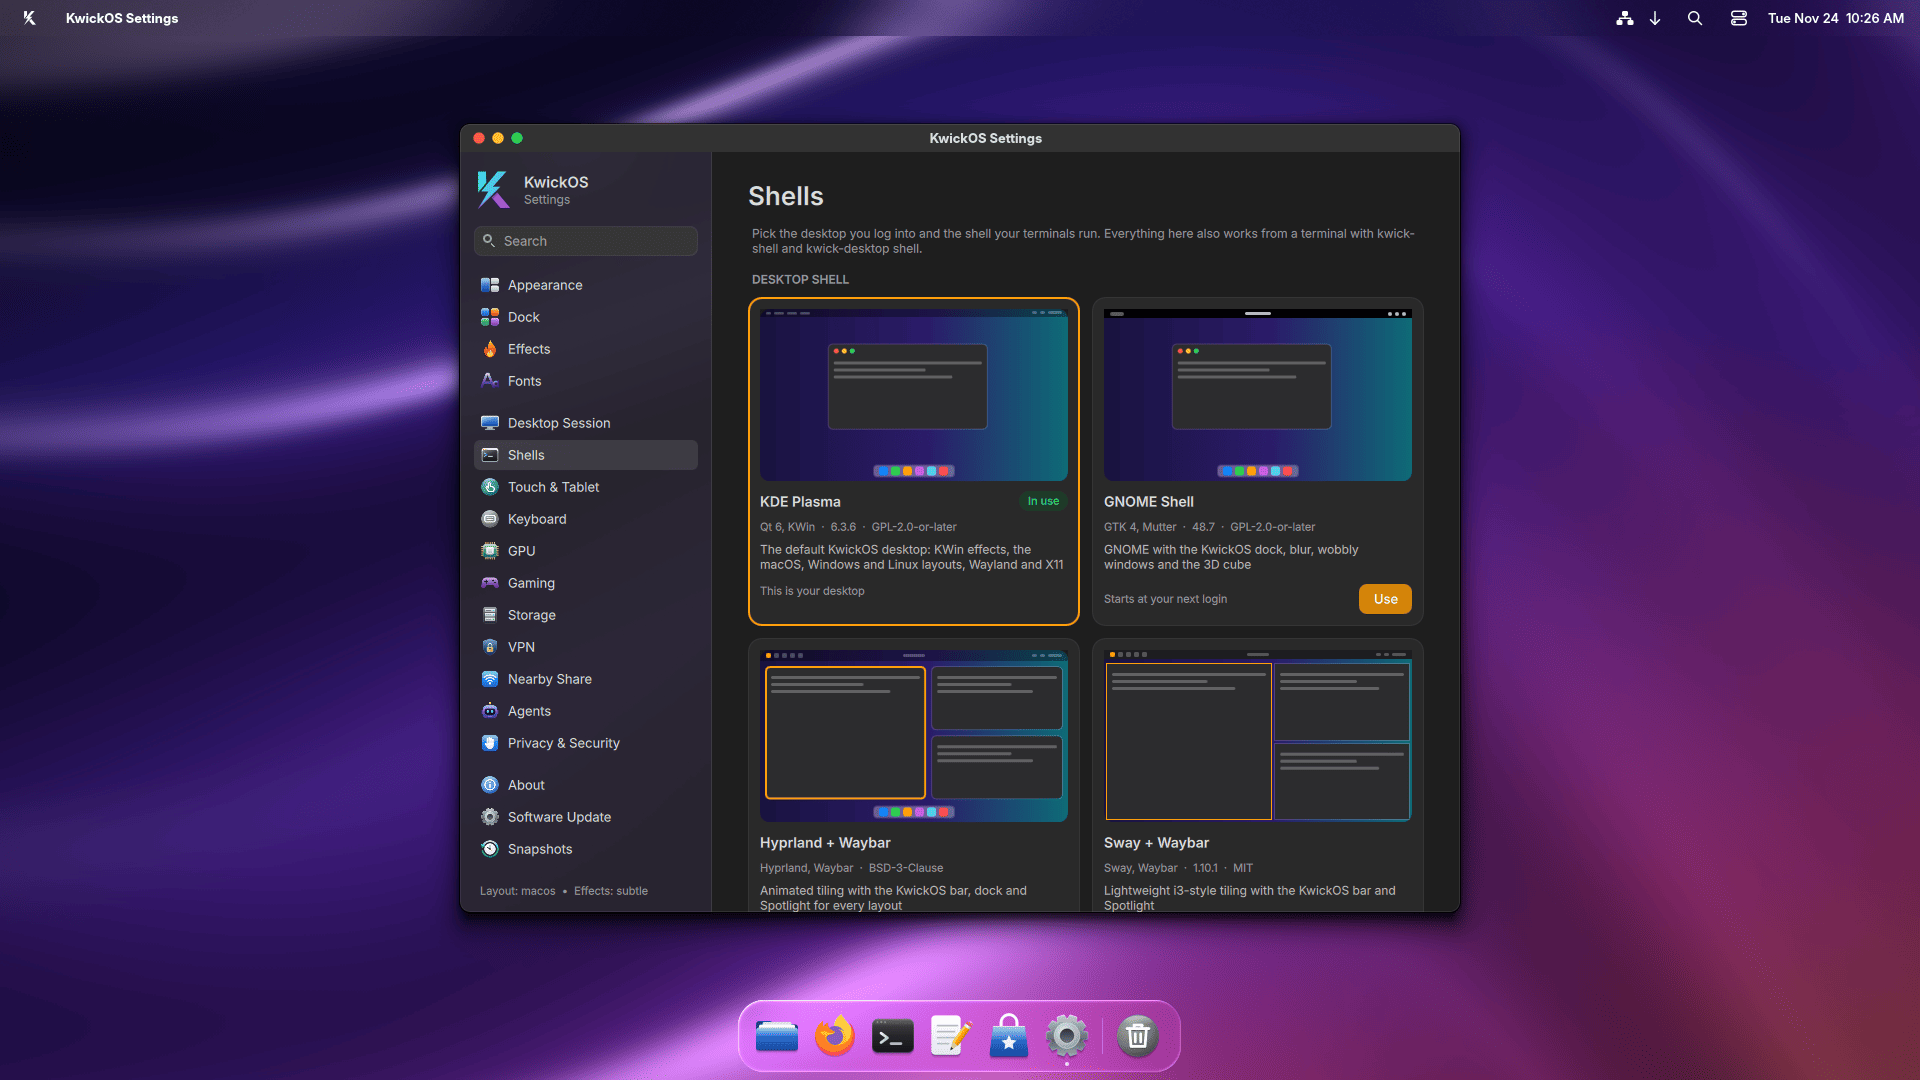 KwickOS Settings
Tue Nov 24 10:26 AM
KwickOS Settings
KwickOS
Settings
Search
Appearance
Dock
Effects
Fonts
Desktop Session
Shells
Touch & Tablet
Keyboard
GPU
Gaming
Storage
VPN
Nearby Share
Agents
Privacy & Security
About
Software Update
Snapshots
Layout: macos • Effects: subtle
Shells
Pick the desktop you log into and the shell your terminals run. Everything here also works from a terminal with kwick-
shell and kwick-desktop shell.
DESKTOP SHELL
KDE Plasma
In use
Qt 6, KWin · 6.3.6 · GPL-2.0-or-later
The default KwickOS desktop: KWin effects, the
macOS, Windows and Linux layouts, Wayland and X11
This is your desktop
GNOME Shell
GTK 4, Mutter · 48.7 · GPL-2.0-or-later
GNOME with the KwickOS dock, blur, wobbly
windows and the 3D cube
Starts at your next login
Use
Hyprland + Waybar
Hyprland, Waybar · BSD-3-Clause
Animated tiling with the KwickOS bar, dock and
Spotlight for every layout
Sway + Waybar
Sway, Waybar · 1.10.1 · MIT
Lightweight i3-style tiling with the KwickOS bar and
Spotlight